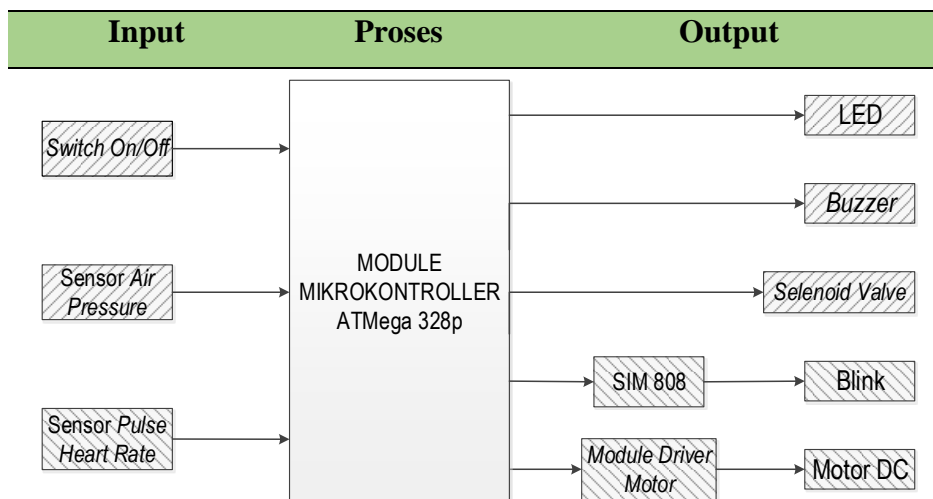 Input Proses Output
Switch On/Off
Sensor Air
Pressure
Sensor Pulse
Heart Rate
MODULE
MIKROKONTROLLER
ATMega 328p
LED
Buzzer
Selenoid Valve
SIM 808
Blink
Module Driver
Motor
Motor DC